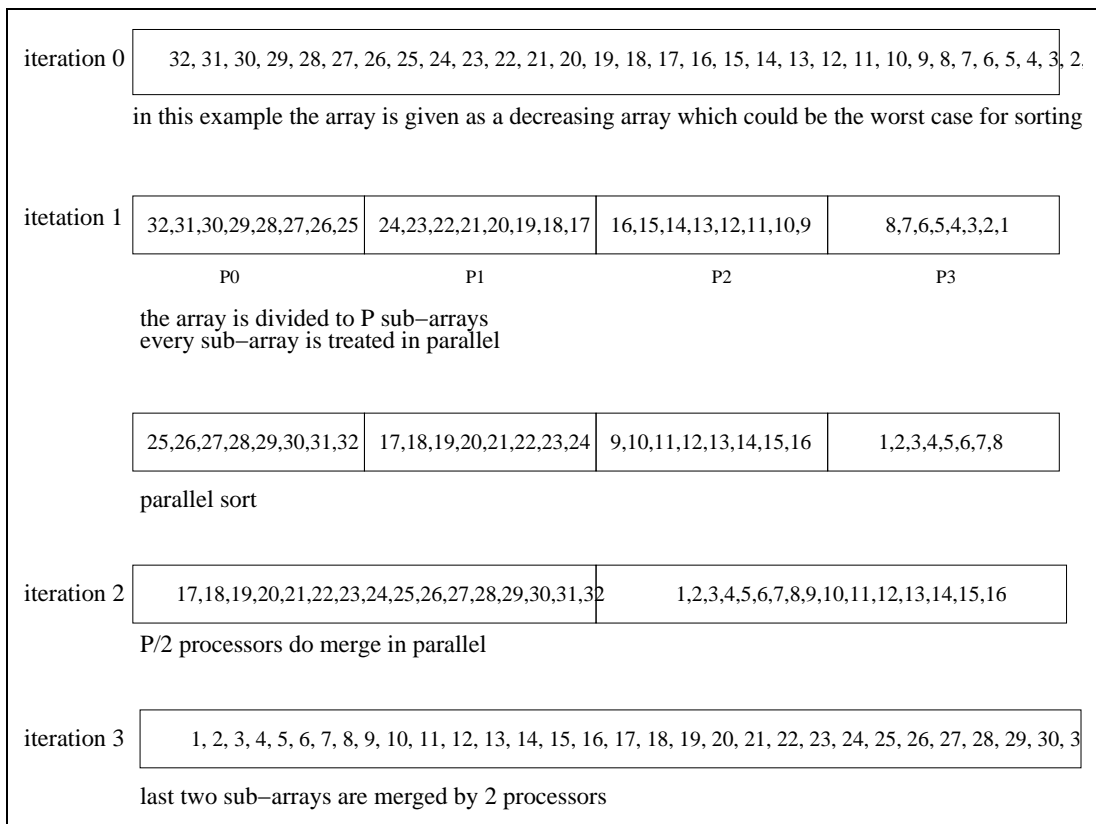 iteration 0
32, 31, 30, 29, 28, 27, 26, 25, 24, 23, 22, 21, 20, 19, 18, 17, 16, 15, 14, 13, 12, 11, 10, 9, 8, 7, 6, 5, 4, 3, 2,
in this example the array is given as a decreasing array which could be the worst case for sorting
itetation 1
32,31,30,29,28,27,26,25
24,23,22,21,20,19,18,17
16,15,14,13,12,11,10,9
8,7,6,5,4,3,2,1
P0
P1
P2
P3
the array is divided to P sub−arrays
every sub−array is treated in parallel
25,26,27,28,29,30,31,32
17,18,19,20,21,22,23,24
9,10,11,12,13,14,15,16
1,2,3,4,5,6,7,8
parallel sort
iteration 2
17,18,19,20,21,22,23,24,25,26,27,28,29,30,31,32
1,2,3,4,5,6,7,8,9,10,11,12,13,14,15,16
P/2 processors do merge in parallel
iteration 3
1, 2, 3, 4, 5, 6, 7, 8, 9, 10, 11, 12, 13, 14, 15, 16, 17, 18, 19, 20, 21, 22, 23, 24, 25, 26, 27, 28, 29, 30, 3
last two sub−arrays are merged by 2 processors